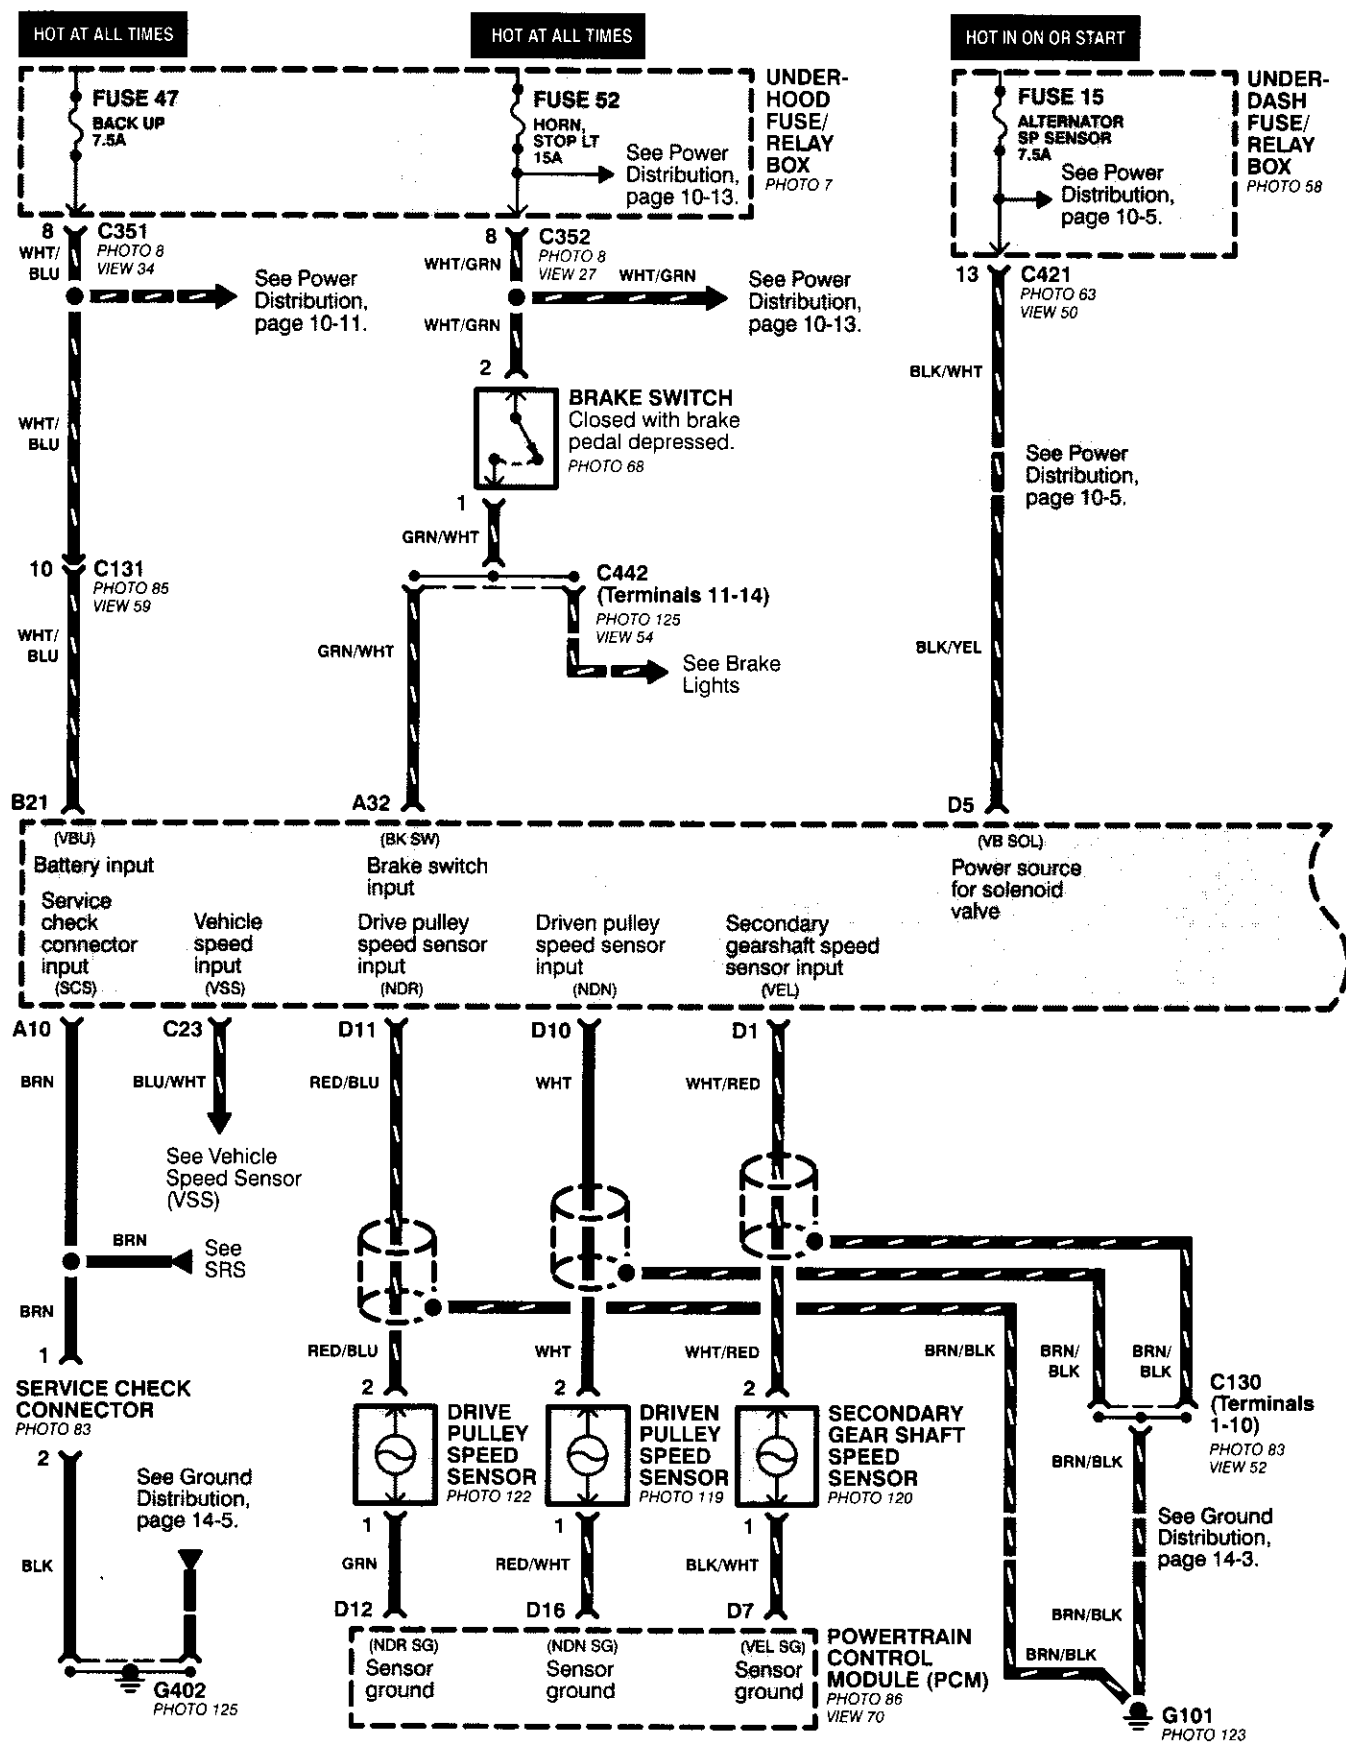 HOT AT ALL TIMES
HOT AT ALL TIMES
HOT IN ON OR START
FUSE 47
BACK UP
7.5A
FUSE 52
HORN,
STOP LT
15A
See Power
Distribution,
page 10-13.
UNDER-
HOOD
FUSE/
RELAY
BOX
PHOTO 7
FUSE 15
ALTERNATOR
SP SENSOR
7.5A
See Power
Distribution,
page 10-5.
UNDER-
DASH
FUSE/
RELAY
BOX
PHOTO 58
8
C351
PHOTO 8
VIEW 34
WHT/
BLU
See Power
Distribution,
page 10-11.
8
C352
PHOTO 8
VIEW 27
WHT/GRN
WHT/GRN
See Power
Distribution,
page 10-13.
WHT/GRN
13
C421
PHOTO 63
VIEW 50
2
BRAKE SWITCH
Closed with brake
pedal depressed.
PHOTO 68
BLK/WHT
WHT/
BLU
See Power
Distribution,
page 10-5.
1
GRN/WHT
10
C131
PHOTO 85
VIEW 59
C442
(Terminals 11-14)
PHOTO 125
VIEW 54
WHT/
BLU
GRN/WHT
See Brake
Lights
BLK/YEL
B21
A32
D5
(VBU)
Battery input
(BK SW)
Brake switch
input
(VB SOL)
Power source
for solenoid
valve
Service
check
connector
input
(SCS)
Vehicle
speed
input
(VSS)
Drive pulley
speed sensor
input
(NDR)
Driven pulley
speed sensor
input
(NDN)
Secondary
gearshaft speed
sensor input
(VEL)
A10
C23
D11
D10
D1
BRN
BLU/WHT
RED/BLU
WHT
WHT/RED
See Vehicle
Speed Sensor
(VSS)
BRN
See
SRS
BRN
RED/BLU
WHT
WHT/RED
BRN/BLK
BRN/
BLK
BRN/
BLK
1
SERVICE CHECK
CONNECTOR
PHOTO 83
2
2
DRIVE
PULLEY
SPEED
SENSOR
PHOTO 122
2
DRIVEN
PULLEY
SPEED
SENSOR
PHOTO 119
2
SECONDARY
GEAR SHAFT
SPEED
SENSOR
PHOTO 120
C130
(Terminals
1-10)
PHOTO 83
VIEW 52
BRN/BLK
See Ground
Distribution,
page 14-5.
1
1
1
See Ground
Distribution,
page 14-3.
BLK
GRN
RED/WHT
BLK/WHT
D12
D16
D7
BRN/BLK
(NDR SG)
Sensor
ground
(NDN SG)
Sensor
ground
(VEL SG)
Sensor
ground
POWERTRAIN
CONTROL
MODULE (PCM)
PHOTO 86
VIEW 70
BRN/BLK
G402
PHOTO 125
G101
PHOTO 123